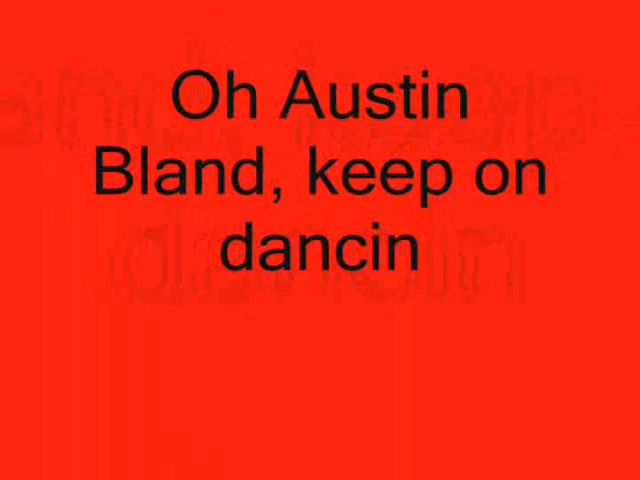 Oh Austin
Bland, keep on
dancin